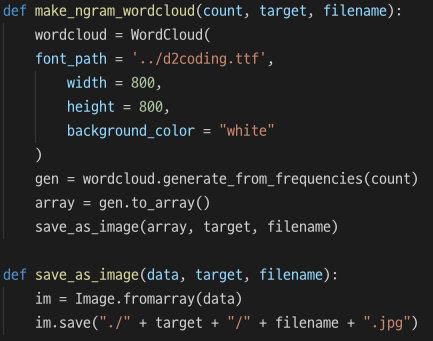 def make_ngram_wordcloud(count, target, filename):
    wordcloud = WordCloud(
    font_path = '../d2coding.ttf',
        width = 800,
        height = 800,
        background_color = "white"
    )
    gen = wordcloud.generate_from_frequencies(count)
    array = gen.to_array()
    save_as_image(array, target, filename)

def save_as_image(data, target, filename):
    im = Image.fromarray(data)
    im.save("./" + target + "/" + filename + ".jpg")